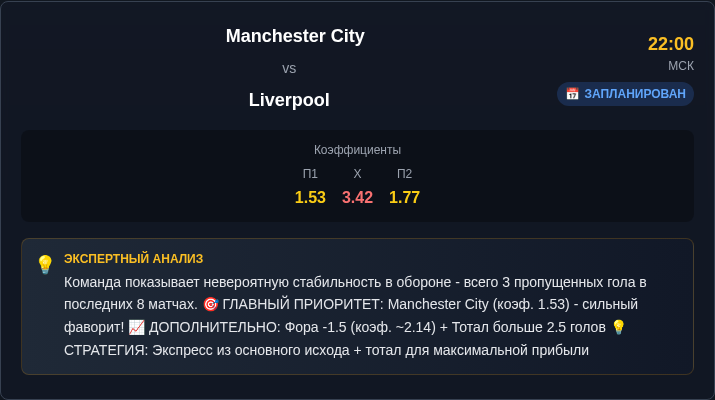 Manchester City
vs
Liverpool
22:00
МСК
📅 ЗАПЛАНИРОВАН
Коэффициенты
П1 X П2
1.53 3.42 1.77
💡 ЭКСПЕРТНЫЙ АНАЛИЗ
Команда показывает невероятную стабильность в обороне - всего 3 пропущенных гола в
последних 8 матчах. 🎯 ГЛАВНЫЙ ПРИОРИТЕТ: Manchester City (коэф. 1.53) - сильный
фаворит! 📈 ДОПОЛНИТЕЛЬНО: Фора -1.5 (коэф. ~2.14) + Тотал больше 2.5 голов 💡
СТРАТЕГИЯ: Экспресс из основного исхода + тотал для максимальной прибыли